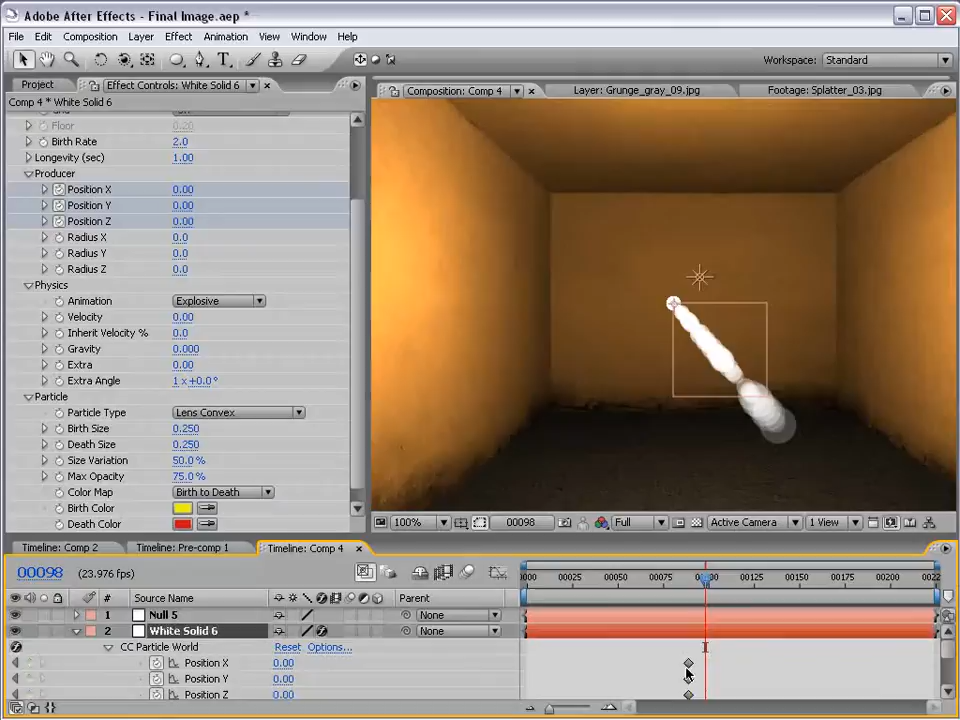 Adobe After Effects - Final Image.aep *
File Edit Composition Layer Effect Animation View Window Help
Workspace: Standard
Project Effect Controls: White Solid 6
Composition: Comp 4 Layer: Grunge_gray_09.jpg Footage: Splatter_03.jpg
Comp 4 * White Solid 6
Floor 0.20
Birth Rate 2.0
Longevity (sec) 1.00
Producer
Position X 0.00
Position Y 0.00
Position Z 0.00
Radius X 0.0
Radius Y 0.0
Radius Z 0.0
Physics
Animation Explosive
Velocity 0.00
Inherit Velocity % 0.0
Gravity 0.000
Extra 0.00
Extra Angle 1 x +0.0 °
Particle
Particle Type Lens Convex
Birth Size 0.250
Death Size 0.250
Size Variation 50.0 %
Max Opacity 75.0 %
Color Map Birth to Death
Birth Color
Death Color
100% 00098 Full Active Camera 1 View
Timeline: Comp 2 Timeline: Pre-comp 1 Timeline: Comp 4
00098 (23.976 fps)
0000 00025 00050 00075 00100 00125 00150 00175 00200 0022
# Source Name Parent
1 Null 5 None
2 White Solid 6 None
CC Particle World Reset Options...
Position X 0.00
Position Y 0.00
Position Z 0.00